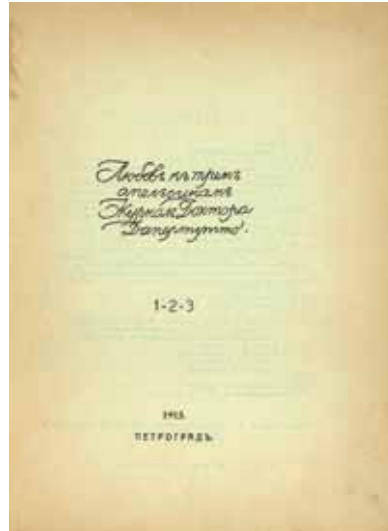 Любовь къ тремъ
апельсинамъ
Журналъ Доктора
Дапертутто.
1-2-3
1915.
ПЕТРОГРАДЪ.